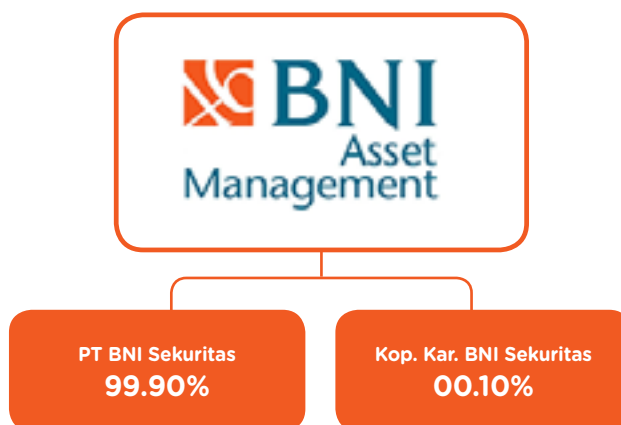 BNI
Asset
Management
PT BNI Sekuritas
99.90%
Kop. Kar. BNI Sekuritas
00.10%